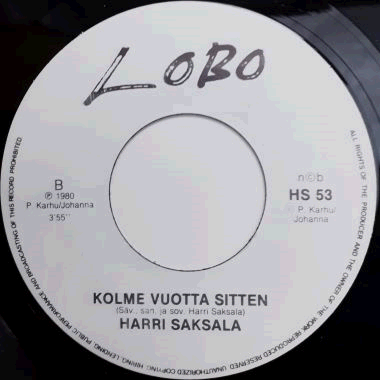 LOBO
B
℗ 1980
P. Karhu/Johanna
3'55"
n©b
HS 53
© P. Karhu/
Johanna
KOLME VUOTTA SITTEN
(Säv., san. ja sov. Harri Saksala)
HARRI SAKSALA
ALL RIGHTS OF THE PRODUCER AND OF THE OWNER OF THE WORK REPRODUCED RESERVED. UNAUTHORIZED COPYING, HIRING, LENDING, PUBLIC PERFORMANCE AND BROADCASTING OF THIS RECORD PROHIBITED